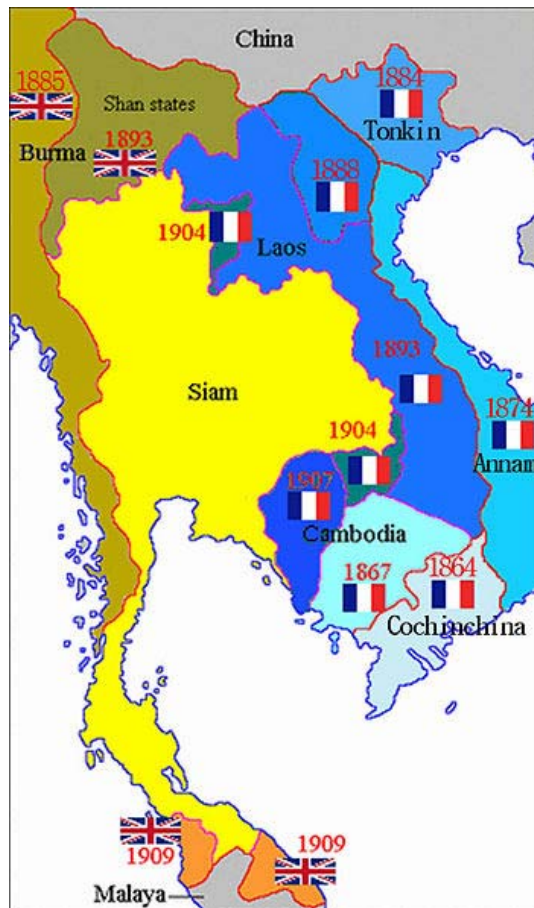 China
1885
1884
Shan states
Tonkin
Burma
1893
1888
1904
Laos
1893
Siam
1874
1904
Annam
1907
Cambodia
1867
1864
Cochinchina
1909
1909
Malaya